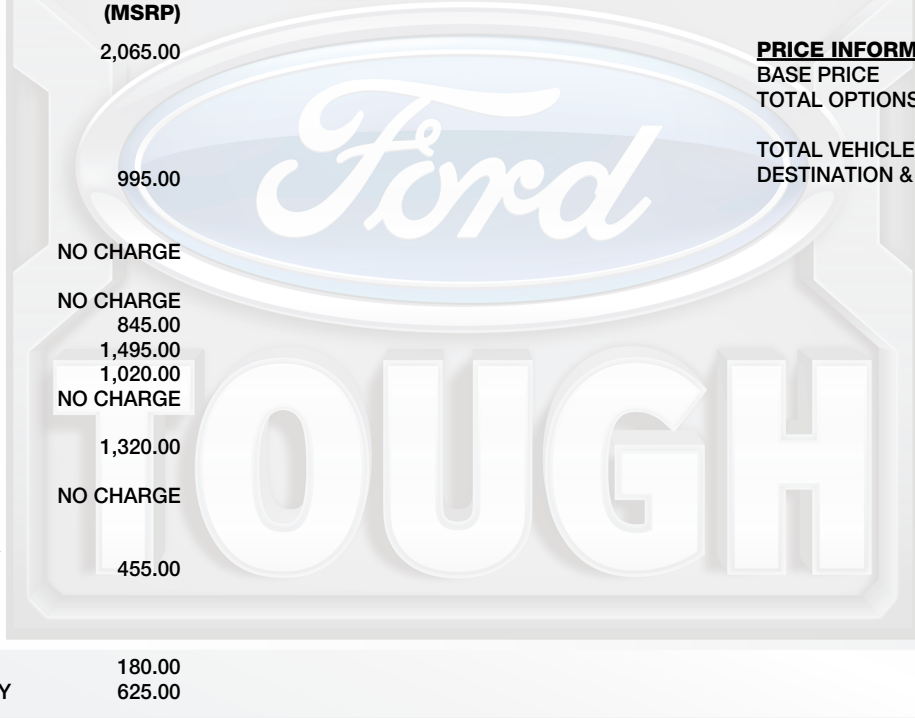 (MSRP)
2,065.00
995.00
NO CHARGE
NO CHARGE
845.00
1,495.00
1,020.00
NO CHARGE
1,320.00
NO CHARGE
455.00
180.00
Y 625.00
PRICE INFORM
BASE PRICE
TOTAL OPTIONS
TOTAL VEHICLE
DESTINATION &
Ford
TOUGH